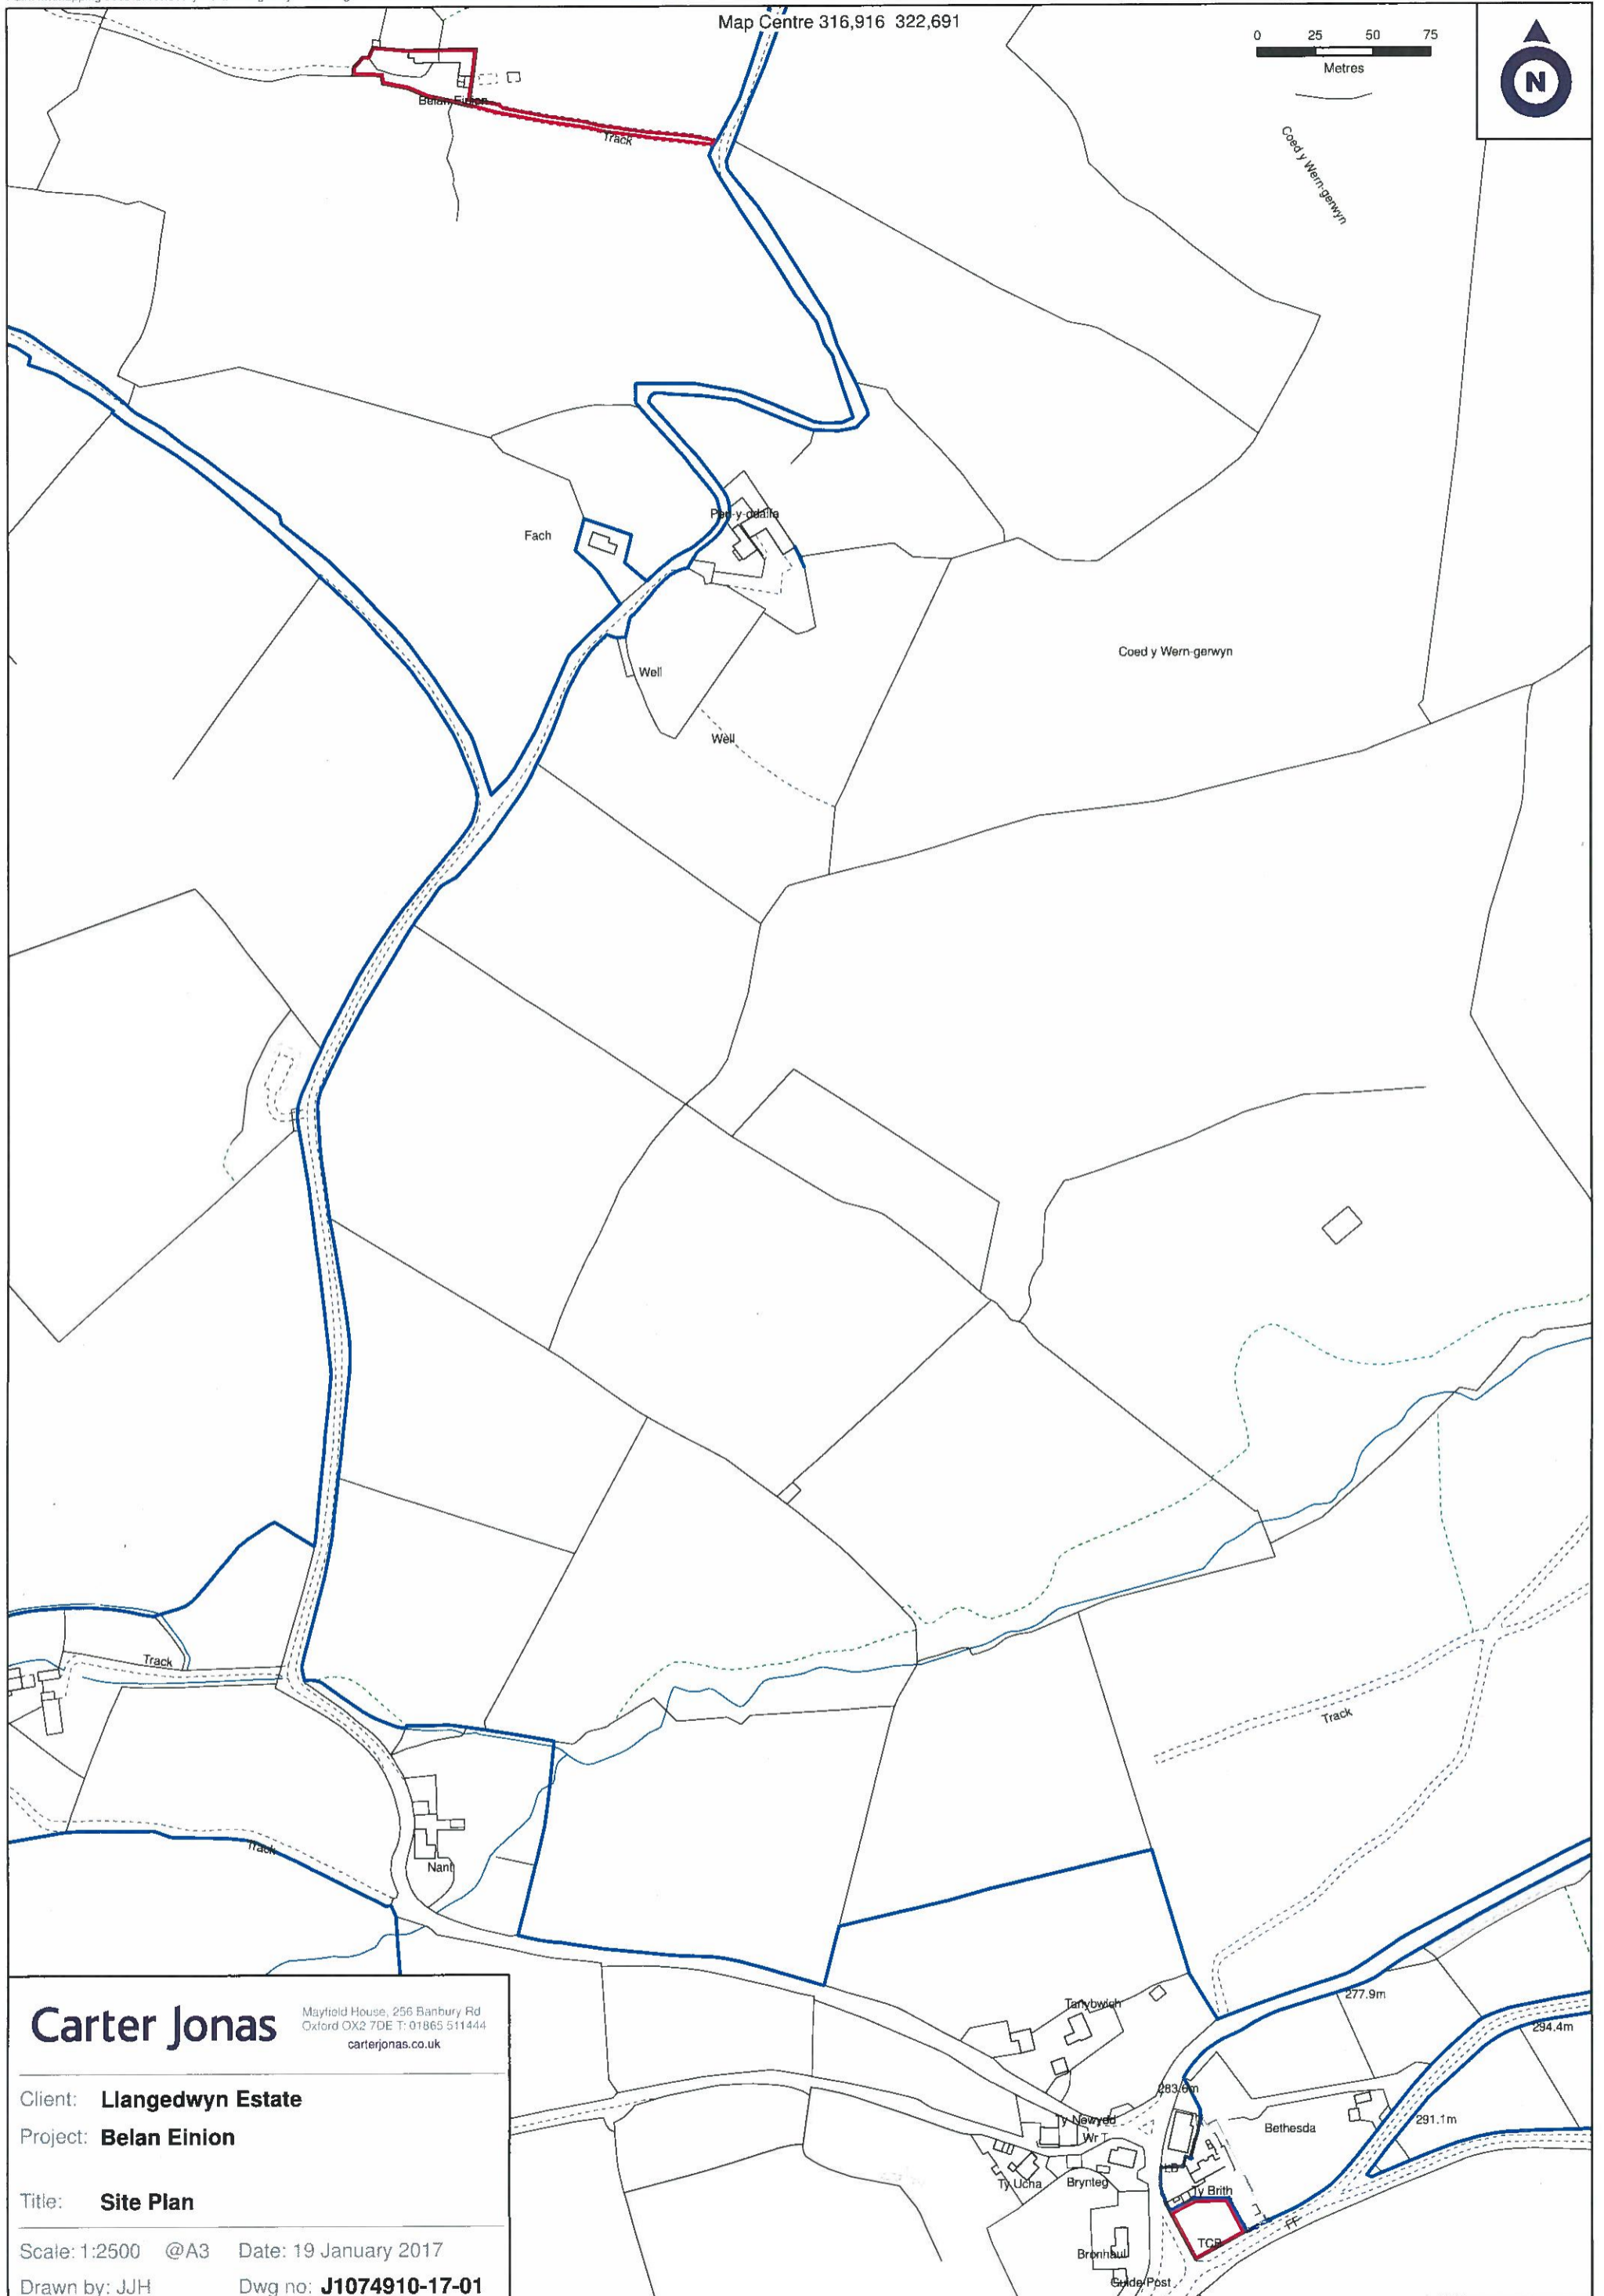 Map Centre 316,916 322,691
0 25 50 75
Metres
N
Belan Einion
Track
Coed y Wern-gerwyn
Fach
Well
Coed y Wern-gerwyn
Well
Track
Track
Track
Nant
277.9m
Tanybwlch
294.4m
283.6m
291.1m
Ty Newydd
Bethesda
Wr T
LB
Ty Ucha
Brynteg
Ty Brith
FF
TCB
Bronhaul
Guide Post
Carter Jonas
Mayfield House, 256 Banbury Rd
Oxford OX2 7DE T: 01865 511444
carterjonas.co.uk
Client: Llangedwyn Estate
Project: Belan Einion
Title: Site Plan
Scale: 1:2500 @A3 Date: 19 January 2017
Drawn by: JJH Dwg no: J1074910-17-01